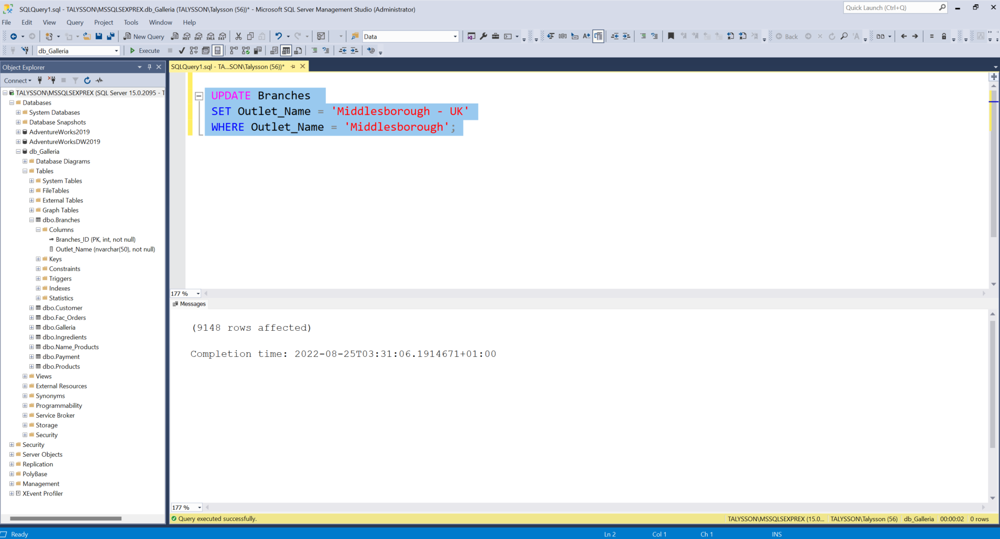 SQLQuery1.sql - TALYSSON\MSSQLSEXPREX.db_Galleria (TALYSSON\Talysson (56))* - Microsoft SQL Server Management Studio (Administrator)
Quick Launch (Ctrl+Q)
File Edit View Query Project Tools Window Help
New Query
MDX DMX XMLA DAX
Data
Back
db_Galleria
Execute
Object Explorer
SQLQuery1.sql - TA...SON\Talysson (56))*
Connect
TALYSSON\MSSQLSEXPREX (SQL Server 15.0.2095 - T
Databases
System Databases
Database Snapshots
AdventureWorks2019
AdventureWorksDW2019
db_Galleria
Database Diagrams
Tables
System Tables
FileTables
External Tables
Graph Tables
dbo.Branches
Columns
Branches_ID (PK, int, not null)
Outlet_Name (nvarchar(50), not null)
Keys
Constraints
Triggers
Indexes
Statistics
dbo.Customer
dbo.Fac_Orders
dbo.Galleria
dbo.Ingredients
dbo.Name_Products
dbo.Payment
dbo.Products
Views
External Resources
Synonyms
Programmability
Service Broker
Storage
Security
Security
Server Objects
Replication
PolyBase
Management
XEvent Profiler
UPDATE Branches
SET Outlet_Name = 'Middlesborough - UK'
WHERE Outlet_Name = 'Middlesborough';
177 %
Messages
(9148 rows affected)
Completion time: 2022-08-25T03:31:06.1914671+01:00
177 %
Query executed successfully.
TALYSSON\MSSQLSEXPREX (15.0... TALYSSON\Talysson (56) db_Galleria 00:00:02 0 rows
Ready
Ln 2 Col 1 Ch 1 INS